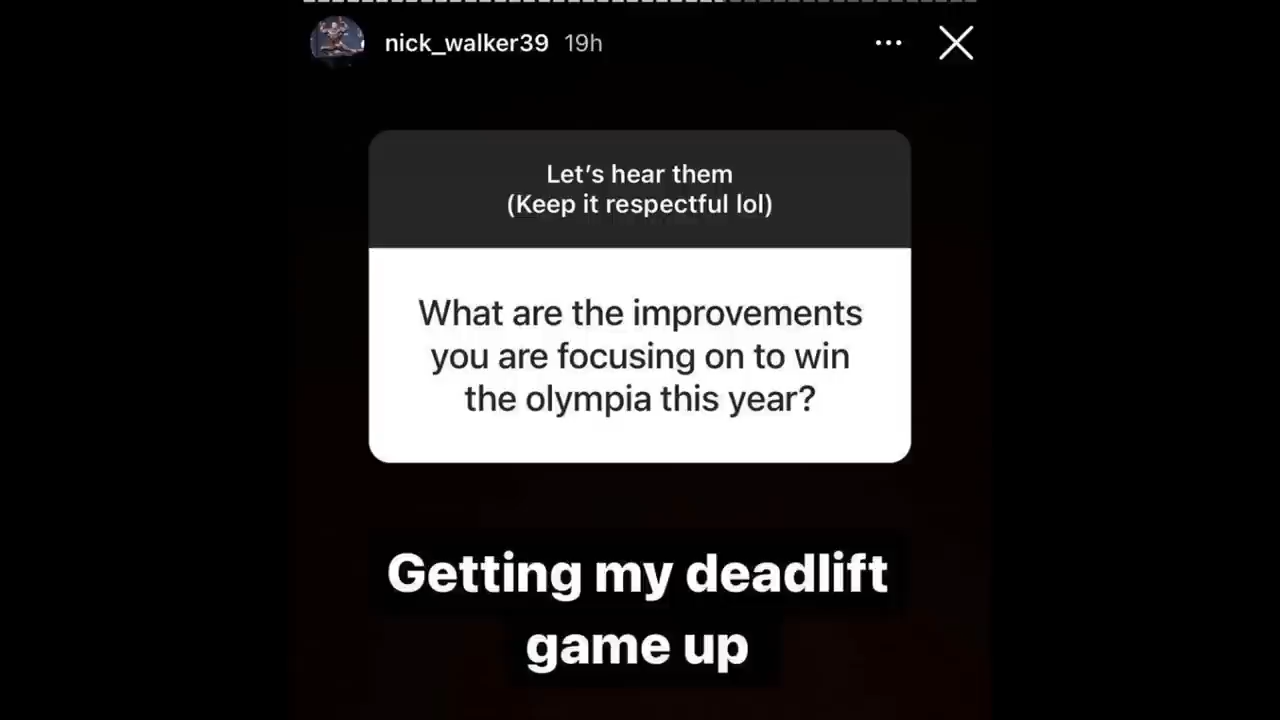 nick_walker39 19h
Let's hear them
(Keep it respectful lol)
What are the improvements
you are focusing on to win
the olympia this year?
Getting my deadlift
game up